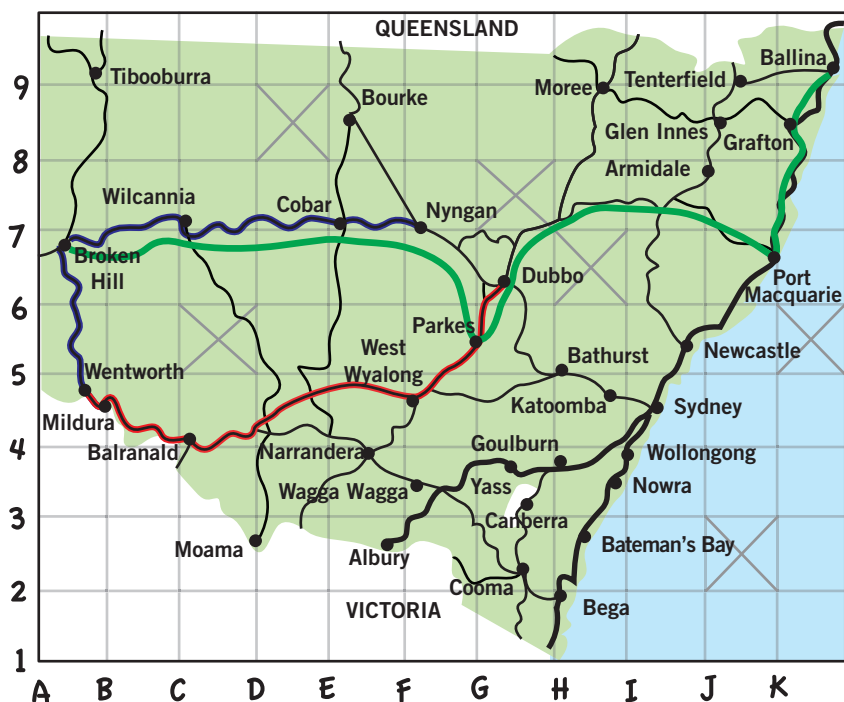 QUEENSLAND
Ballina
9
Tibooburra
Moree
Tenterfield
Bourke
Glen Innes
Grafton
8
Armidale
Wilcannia
Cobar
Nyngan
7
Broken
Hill
Dubbo
Port
Macquarie
6
Parkes
West
Wyalong
Newcastle
Wentworth
Bathurst
5
Katoomba
Sydney
Mildura
4
Balranald
Narrandera
Goulburn
Wollongong
Wagga Wagga
Yass
Nowra
3
Canberra
Moama
Albury
Bateman's Bay
2
Cooma
VICTORIA
Bega
1
A B C D E F G H I J K